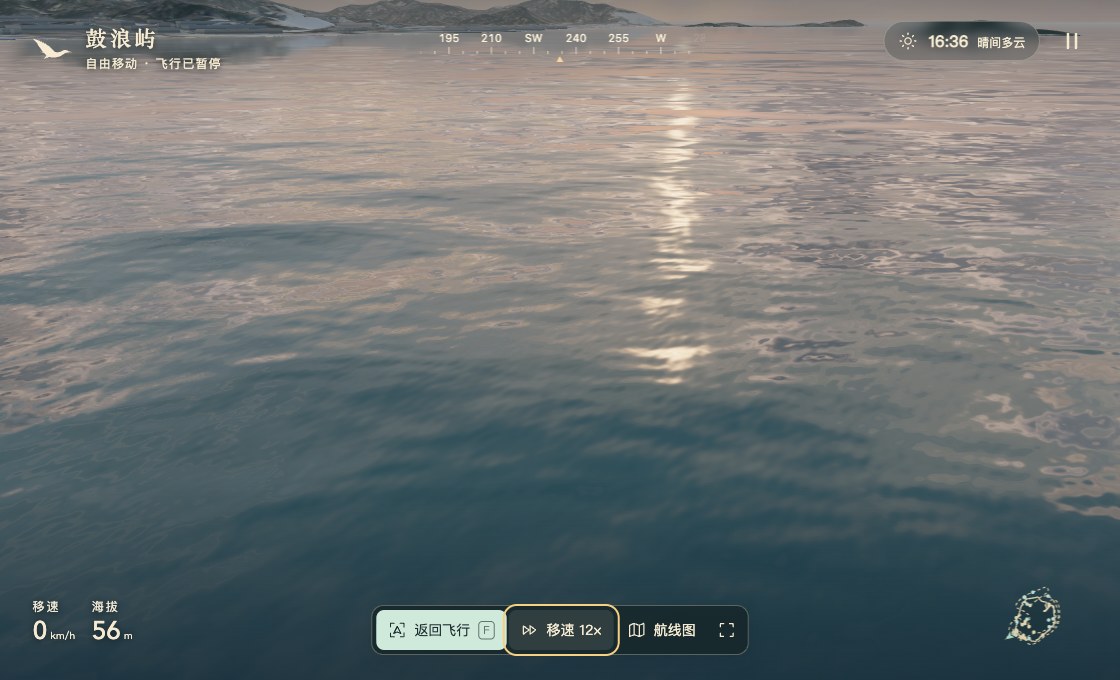 鼓浪屿
自由移动 · 飞行已暂停
195 210 SW 240 255 W
16:36 晴间多云
移速 海拔
0 km/h 56 m
返回飞行 F
移速 12x
航线图